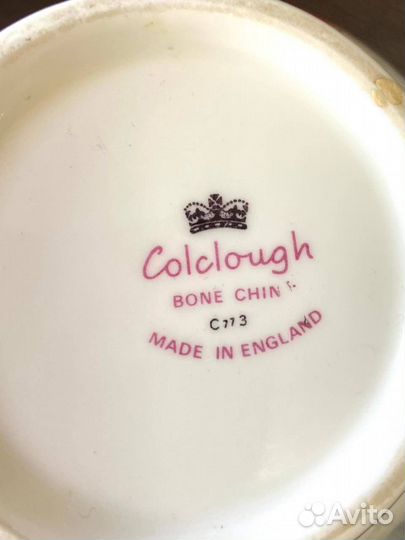 Colclough
BONE CHIN
C773
MADE IN ENGLAND
Avito